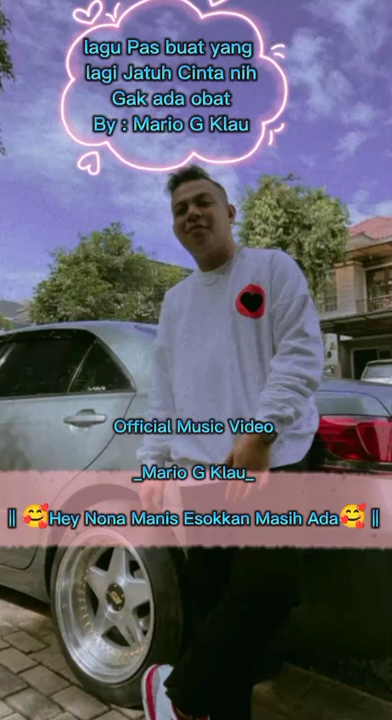 lagu Pas buat yang
lagi Jatuh Cinta nih
Gak ada obat
By : Mario G Klau
Official Music Video
_Mario G Klau_
|| 🥰Hey Nona Manis Esokkan Masih Ada🥰 ||